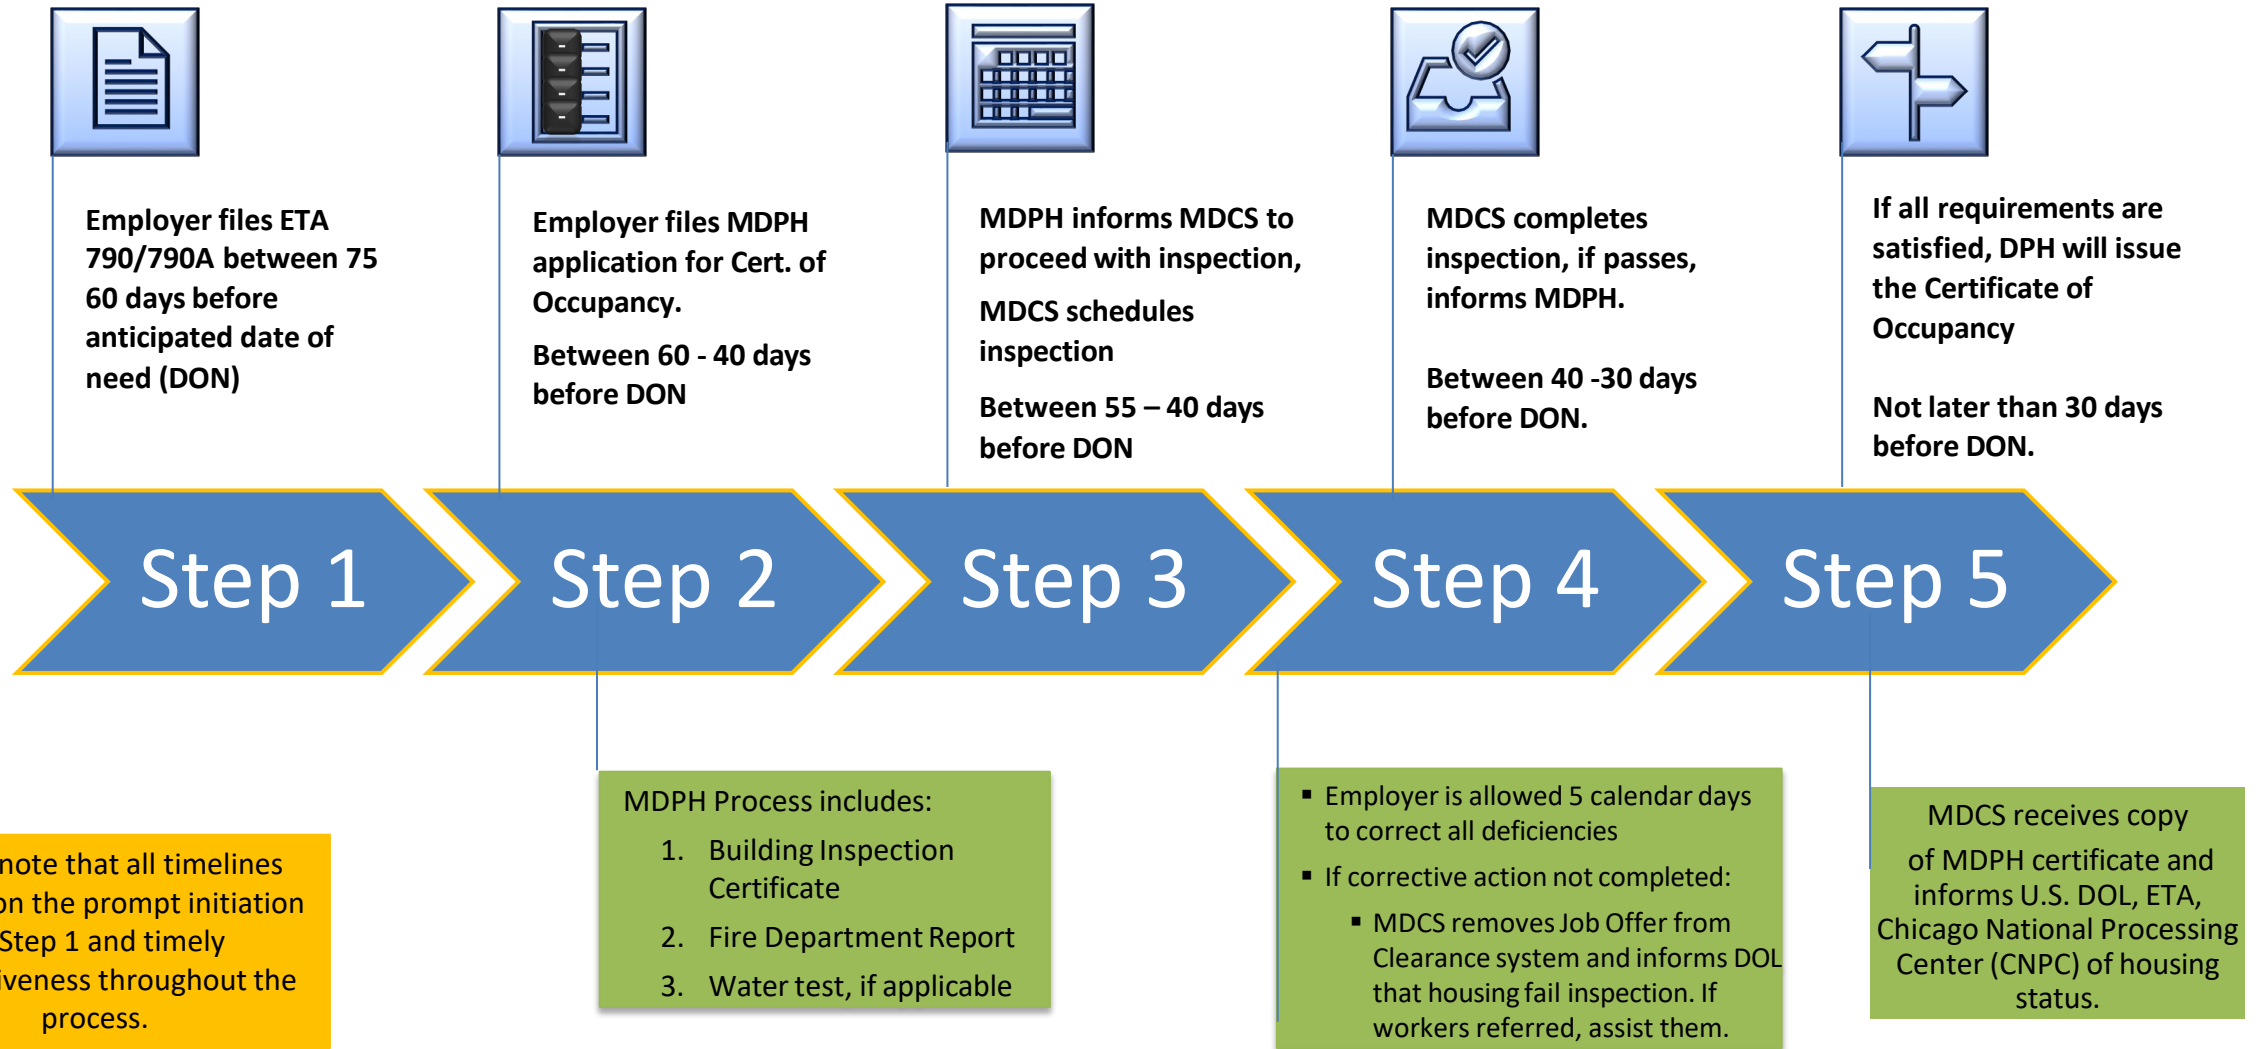 Employer files ETA
790/790A between 75
60 days before
anticipated date of
need (DON)
Employer files MDPH
application for Cert. of
Occupancy.
Between 60 - 40 days
before DON
MDPH informs MDCS to
proceed with inspection,
MDCS schedules
inspection
Between 55 – 40 days
before DON
MDCS completes
inspection, if passes,
informs MDPH.
Between 40 -30 days
before DON.
If all requirements are
satisfied, DPH will issue
the Certificate of
Occupancy
Not later than 30 days
before DON.
Step 1
Step 2
Step 3
Step 4
Step 5
note that all timelines
on the prompt initiation
Step 1 and timely
iveness throughout the
process.
MDPH Process includes:
1. Building Inspection
Certificate
2. Fire Department Report
3. Water test, if applicable
▪ Employer is allowed 5 calendar days
to correct all deficiencies
▪ If corrective action not completed:
▪ MDCS removes Job Offer from
Clearance system and informs DOL
that housing fail inspection. If
workers referred, assist them.
MDCS receives copy
of MDPH certificate and
informs U.S. DOL, ETA,
Chicago National Processing
Center (CNPC) of housing
status.